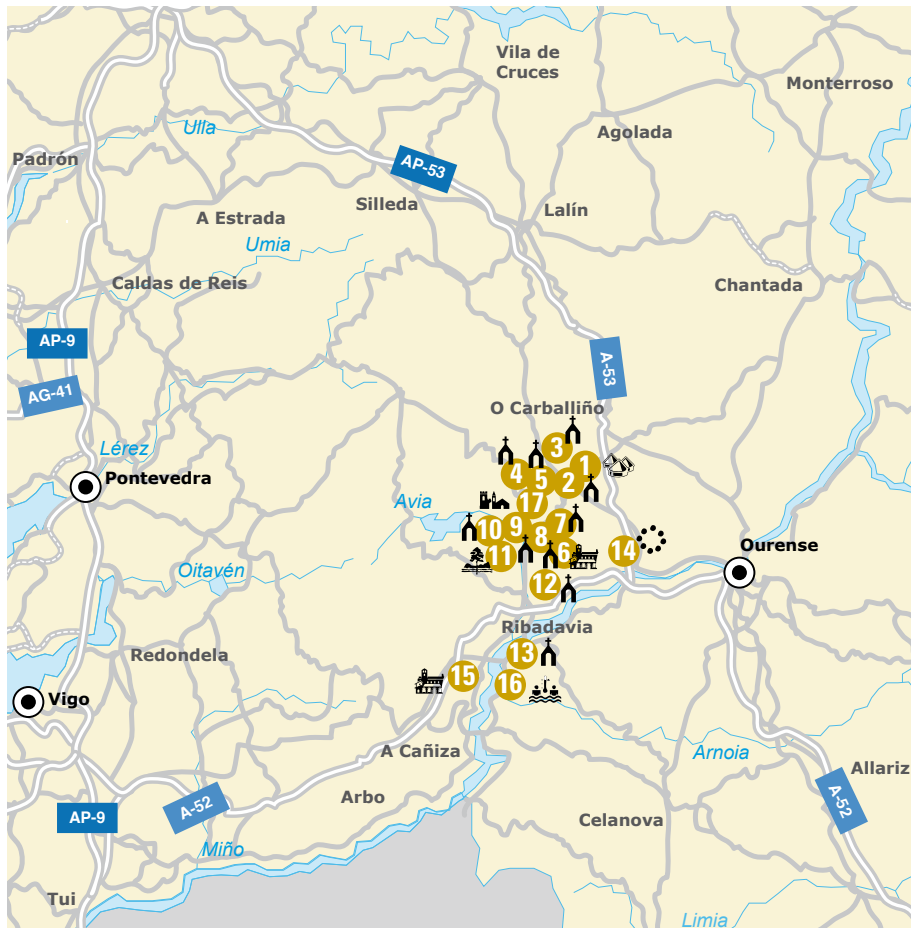 Vila de
Cruces
Monterroso
Agolada
Ulla
Padrón
AP-53
Silleda
A Estrada
Lalín
Umia
Caldas de Reis
Chantada
AP-9
A-53
AG-41
O Carballiño
Lérez
3
1
4
5
2
Pontevedra
Avia
17
10
9
7
8
11
6
14
Ourense
Oitavén
12
Ribadavia
Redondela
13
15
16
Vigo
A Cañiza
Arnoia
Allariz
Arbo
A-52
A-52
AP-9
Celanova
Miño
Tui
Limia